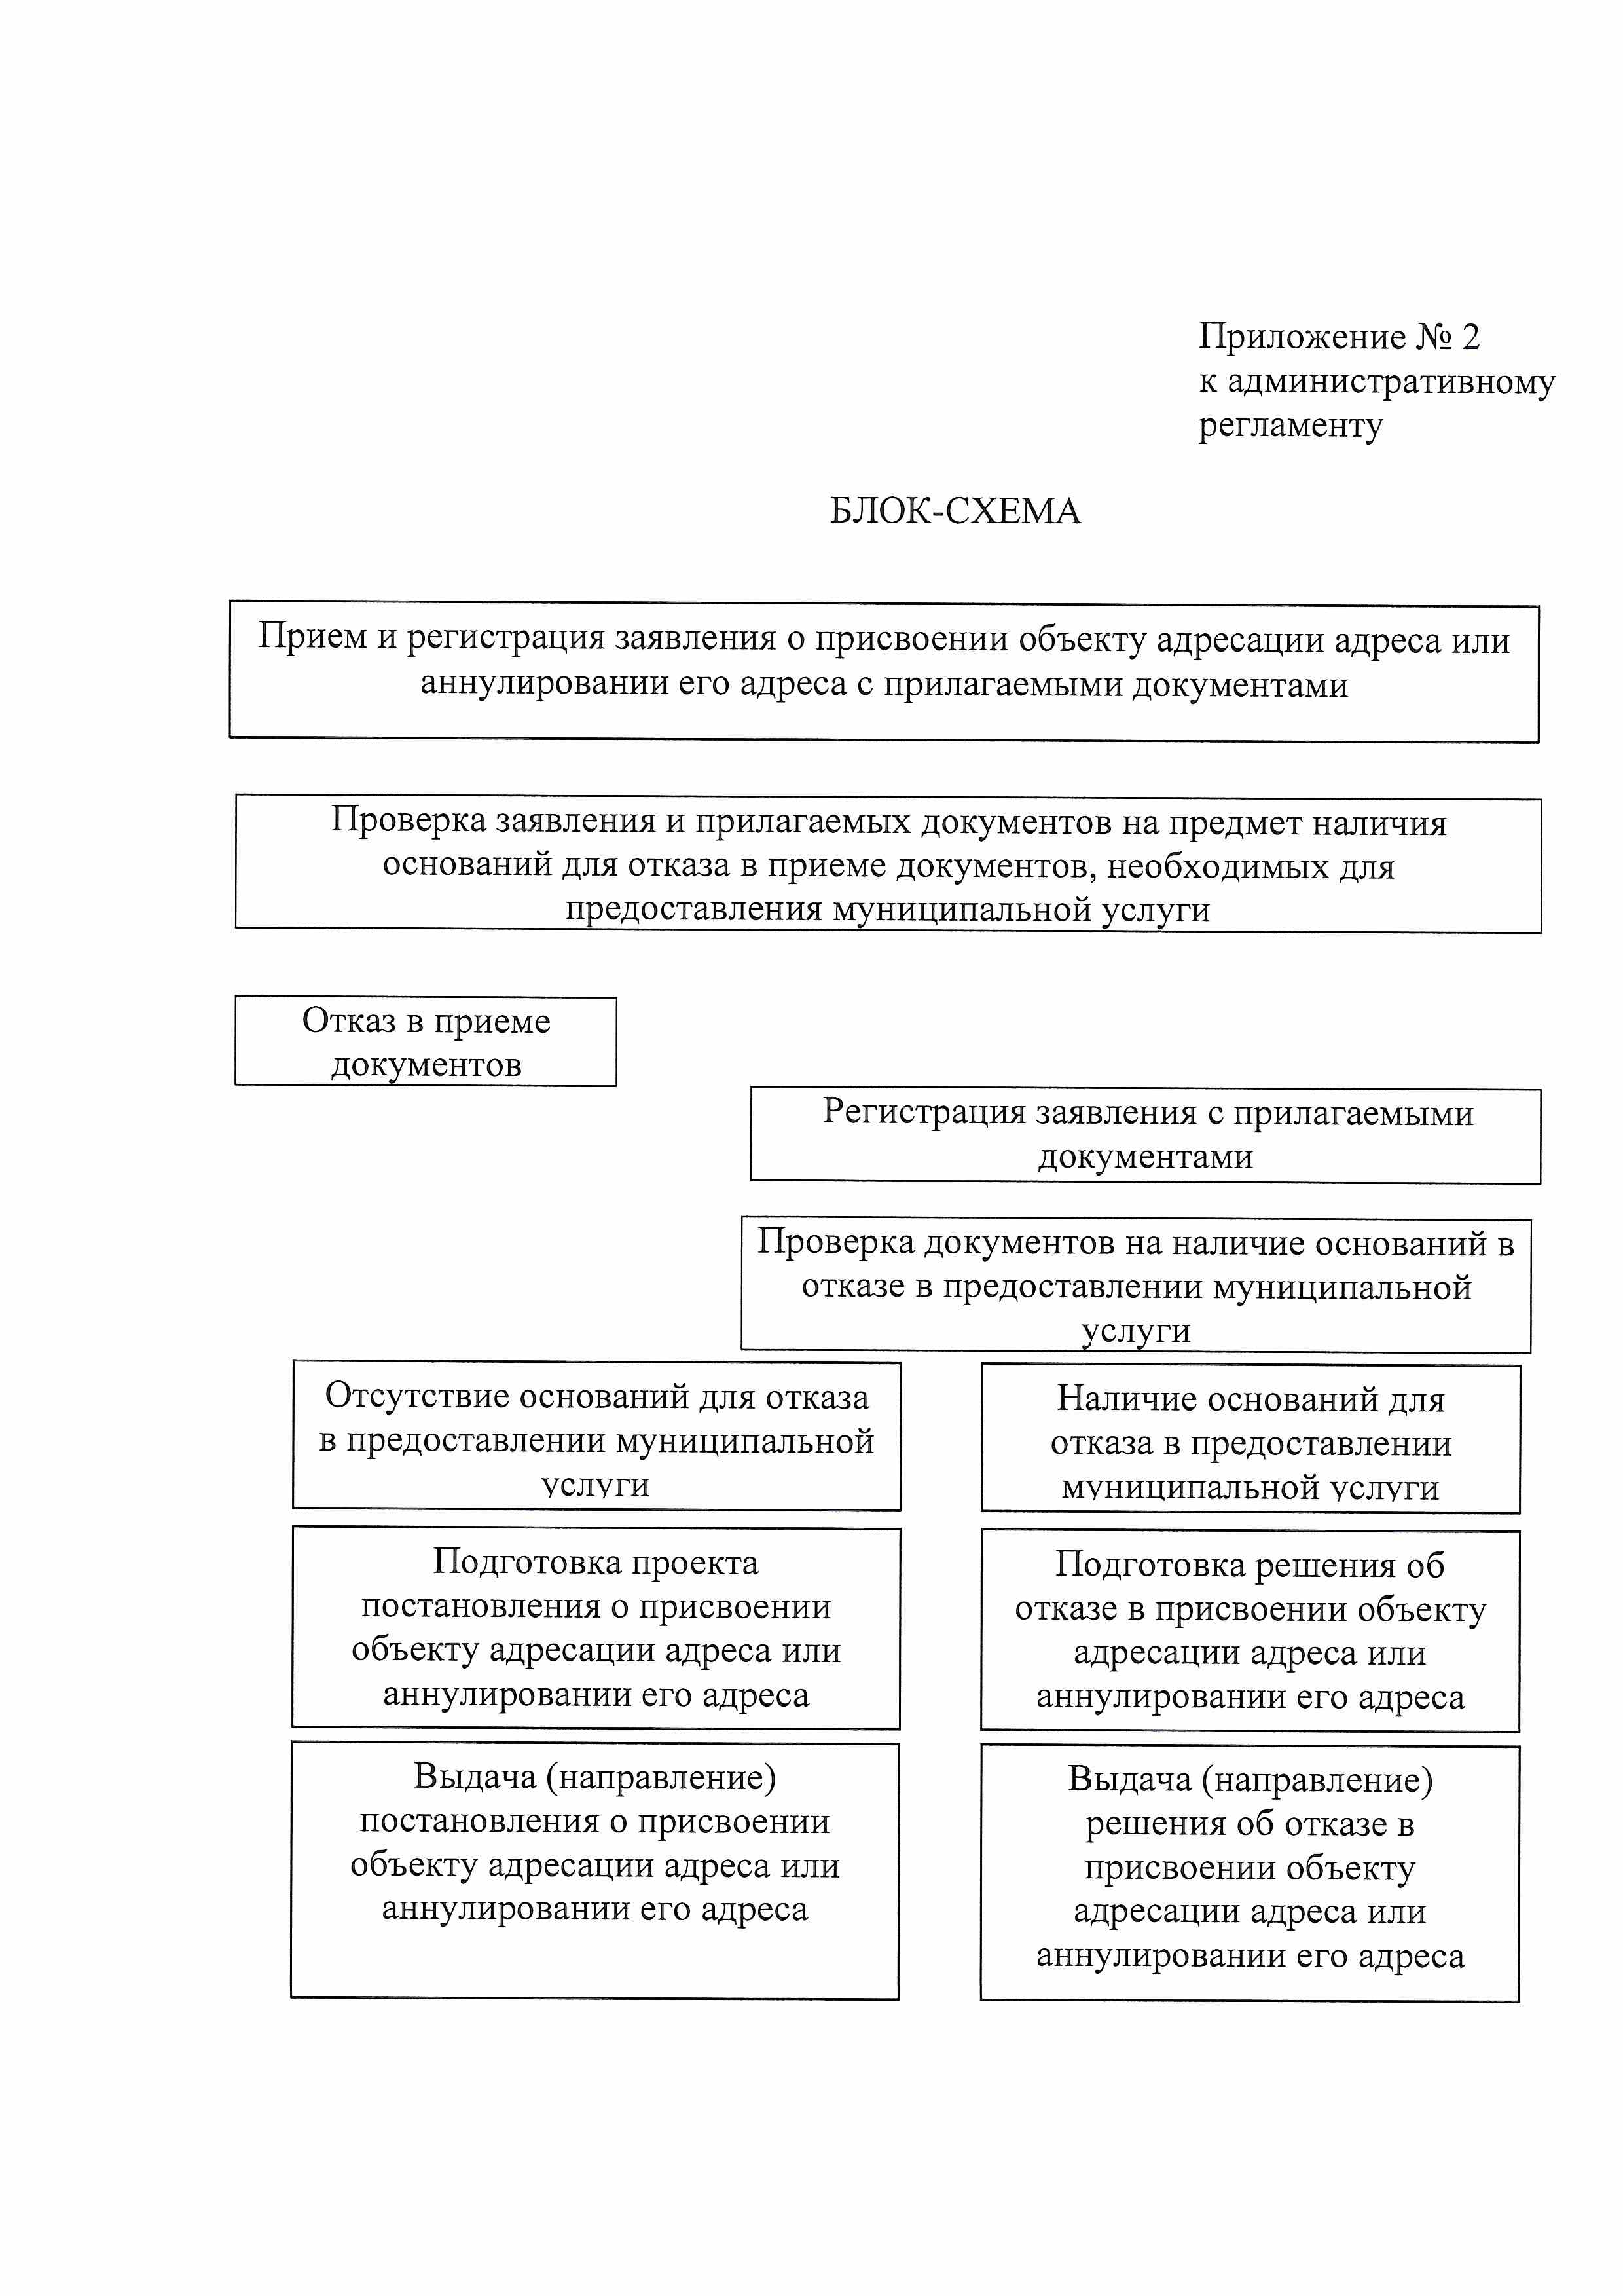 Приложение № 2
к административному
регламенту
БЛОК-СХЕМА
Прием и регистрация заявления о присвоении объекту адресации адреса или
аннулировании его адреса с прилагаемыми документами
Проверка заявления и прилагаемых документов на предмет наличия
оснований для отказа в приеме документов, необходимых для
предоставления муниципальной услуги
Отказ в приеме
документов
Регистрация заявления с прилагаемыми
документами
Проверка документов на наличие оснований в
отказе в предоставлении муниципальной
услуги
Отсутствие оснований для отказа
в предоставлении муниципальной
услуги
Наличие оснований для
отказа в предоставлении
муниципальной услуги
Подготовка проекта
постановления о присвоении
объекту адресации адреса или
аннулировании его адреса
Подготовка решения об
отказе в присвоении объекту
адресации адреса или
аннулировании его адреса
Выдача (направление)
постановления о присвоении
объекту адресации адреса или
аннулировании его адреса
Выдача (направление)
решения об отказе в
присвоении объекту
адресации адреса или
аннулировании его адреса